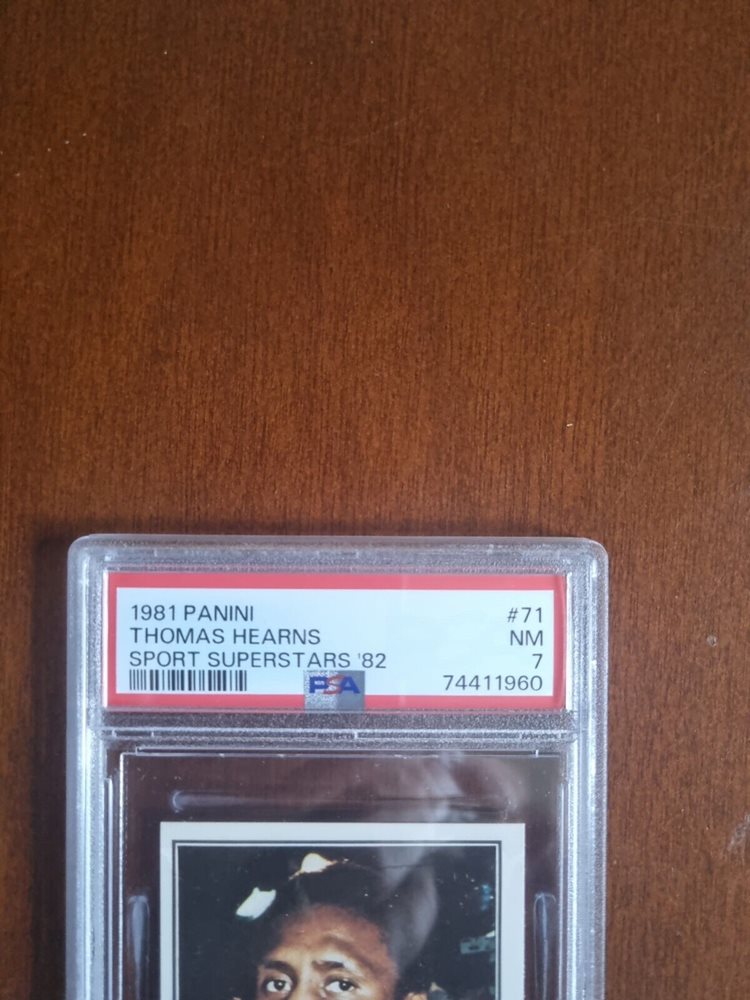 1981 PANINI #71
THOMAS HEARNS NM
SPORT SUPERSTARS '82 7
PSA 74411960